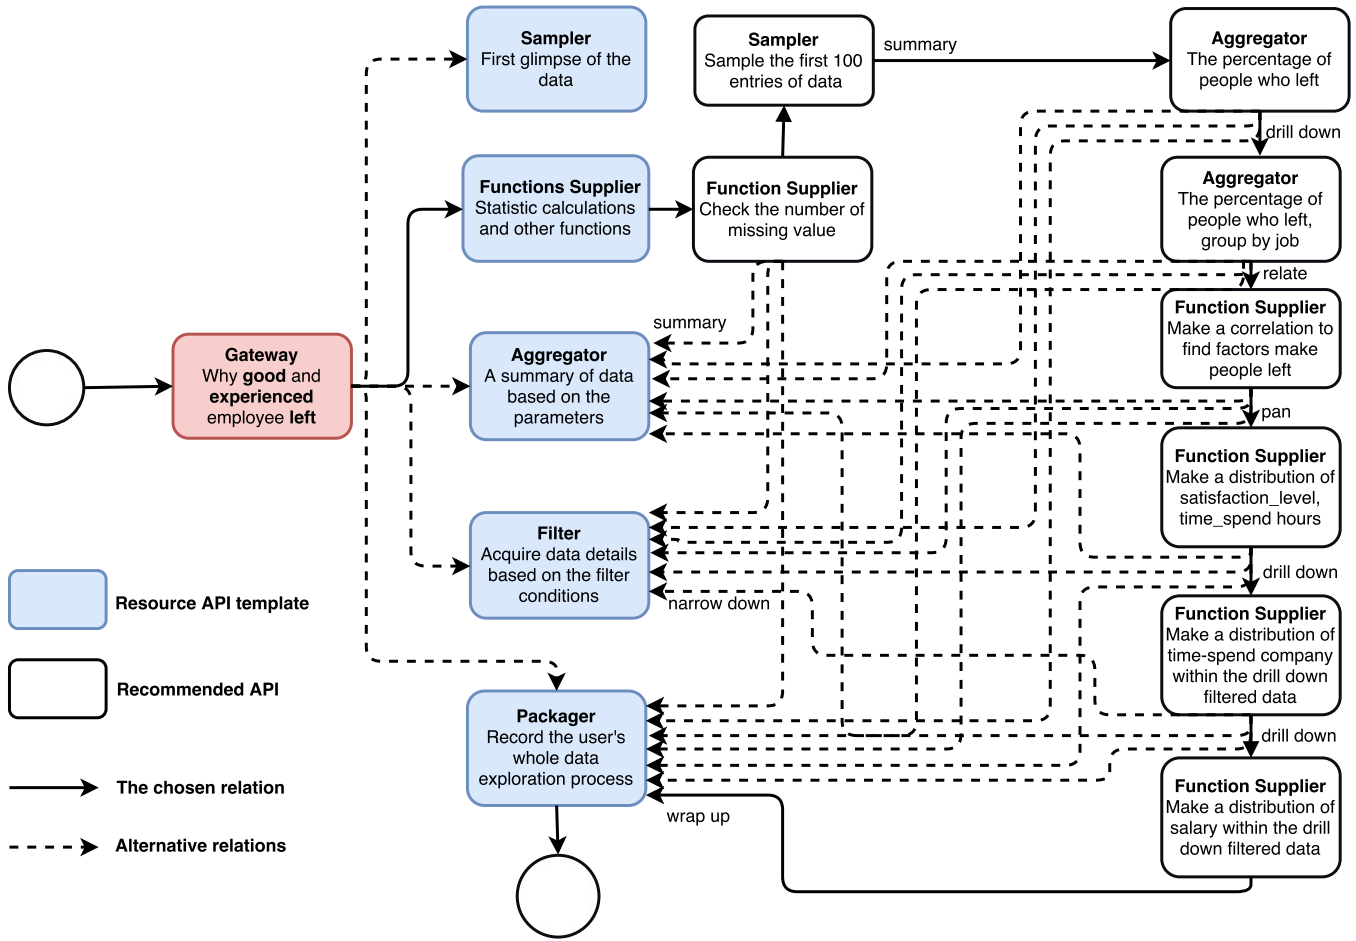 Sampler
First glimpse of the
data
Sampler
Sample the first 100
entries of data
summary
Aggregator
The percentage of
people who left
drill down
Functions Supplier
Statistic calculations
and other functions
Function Supplier
Check the number of
missing value
Aggregator
The percentage of
people who left,
group by job
relate
Gateway
Why good and
experienced
employee left
summary
Aggregator
A summary of data
based on the
parameters
Function Supplier
Make a correlation to
find factors make
people left
pan
Function Supplier
Make a distribution of
satisfaction_level,
time_spend hours
drill down
Filter
Acquire data details
based on the filter
conditions
narrow down
Function Supplier
Make a distribution of
time-spend company
within the drill down
filtered data
drill down
Packager
Record the user's
whole data
exploration process
wrap up
Function Supplier
Make a distribution of
salary within the drill
down filtered data
Resource API template
Recommended API
The chosen relation
Alternative relations